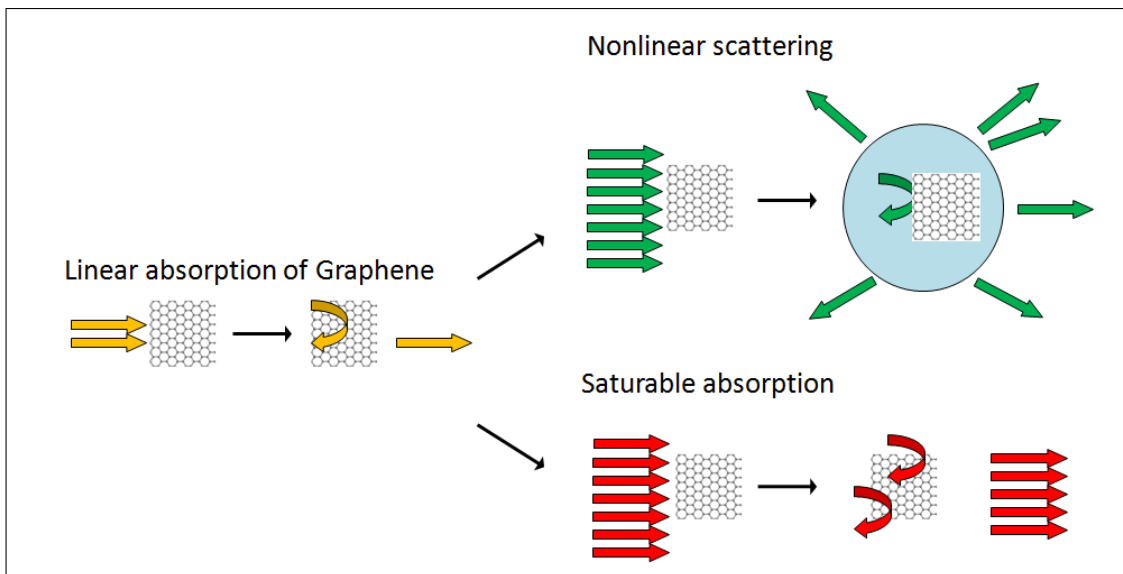 Nonlinear scattering
Linear absorption of Graphene
Saturable absorption